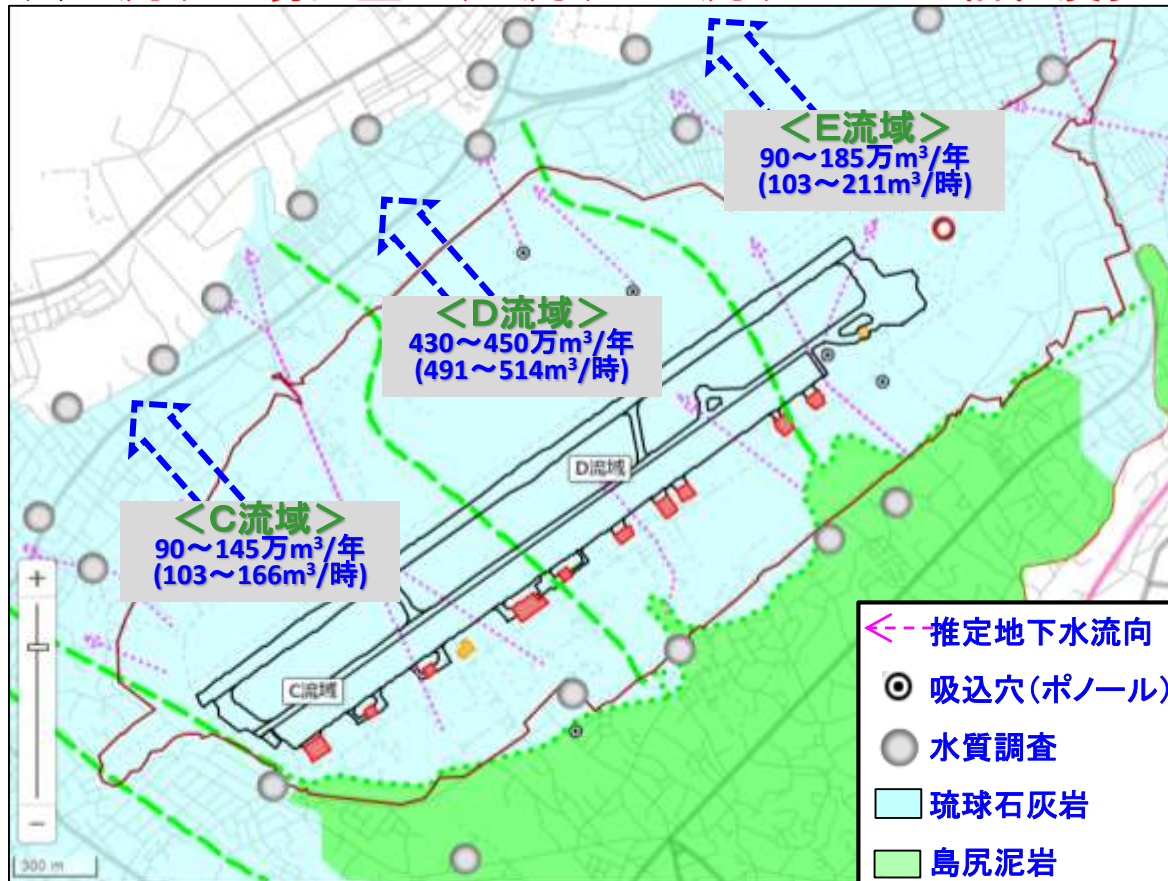 <E流域>
90～185万m³/年
(103～211m³/時)
<D流域>
430～450万m³/年
(491～514m³/時)
D流域
<C流域>
90～145万m³/年
(103～166m³/時)
C流域
+
−
300 m
推定地下水流向
吸込穴(ポノール)
水質調査
琉球石灰岩
島尻泥岩